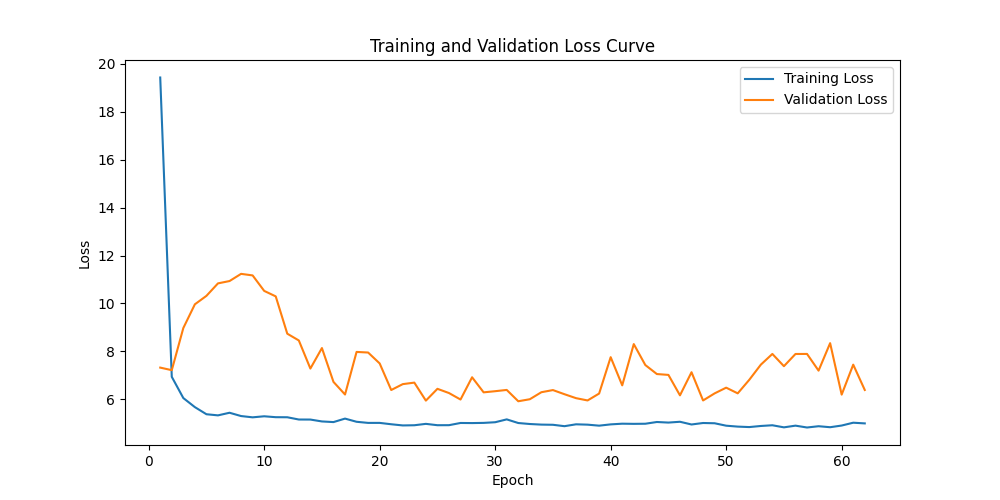 Training and Validation Loss Curve
20
18
16
14
12
10
8
6
Loss
Training Loss
Validation Loss
0 10 20 30 40 50 60
Epoch